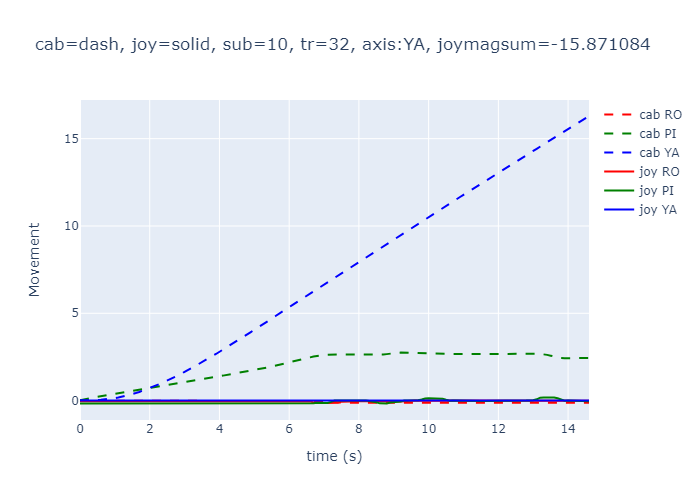 cab=dash, joy=solid, sub=10, tr=32, axis:YA, joymagsum=-15.871084
cab RO
cab PI
cab YA
joy RO
joy PI
joy YA
Movement
15
10
5
0
0 2 4 6 8 10 12 14
time (s)